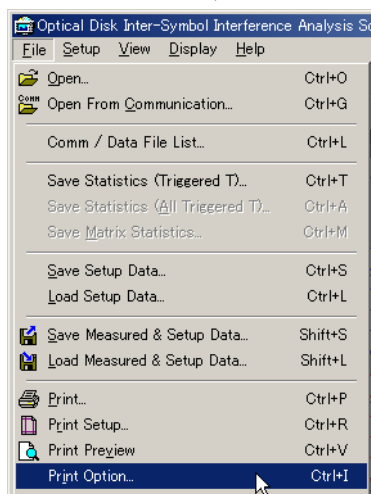 Optical Disk Inter-Symbol Interference Analysis
File Setup View Display Help
Open... Ctrl+O
COMM Open From Communication... Ctrl+G
Comm / Data File List... Ctrl+L
Save Statistics (Triggered T)... Ctrl+T
Save Statistics (All Triggered T)... Ctrl+A
Save Matrix Statistics... Ctrl+M
Save Setup Data... Ctrl+S
Load Setup Data... Ctrl+L
Save Measured & Setup Data... Shift+S
Load Measured & Setup Data... Shift+L
Print... Ctrl+P
Print Setup... Ctrl+R
Print Preview Ctrl+V
Print Option... Ctrl+I